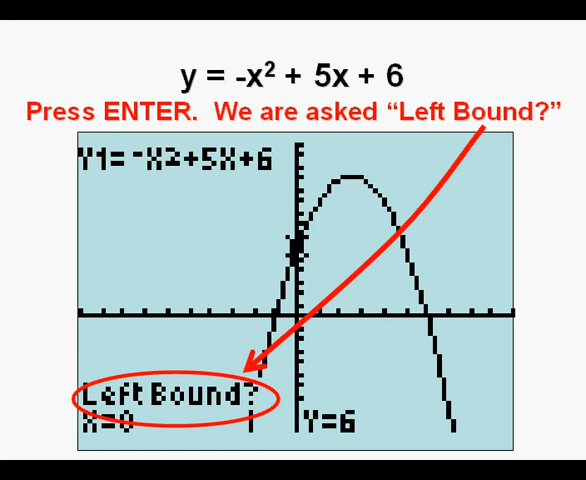 y = -x² + 5x + 6
Press ENTER. We are asked “Left Bound?”
Y1=-X2+5X+6
Left Bound?
X=0 Y=6